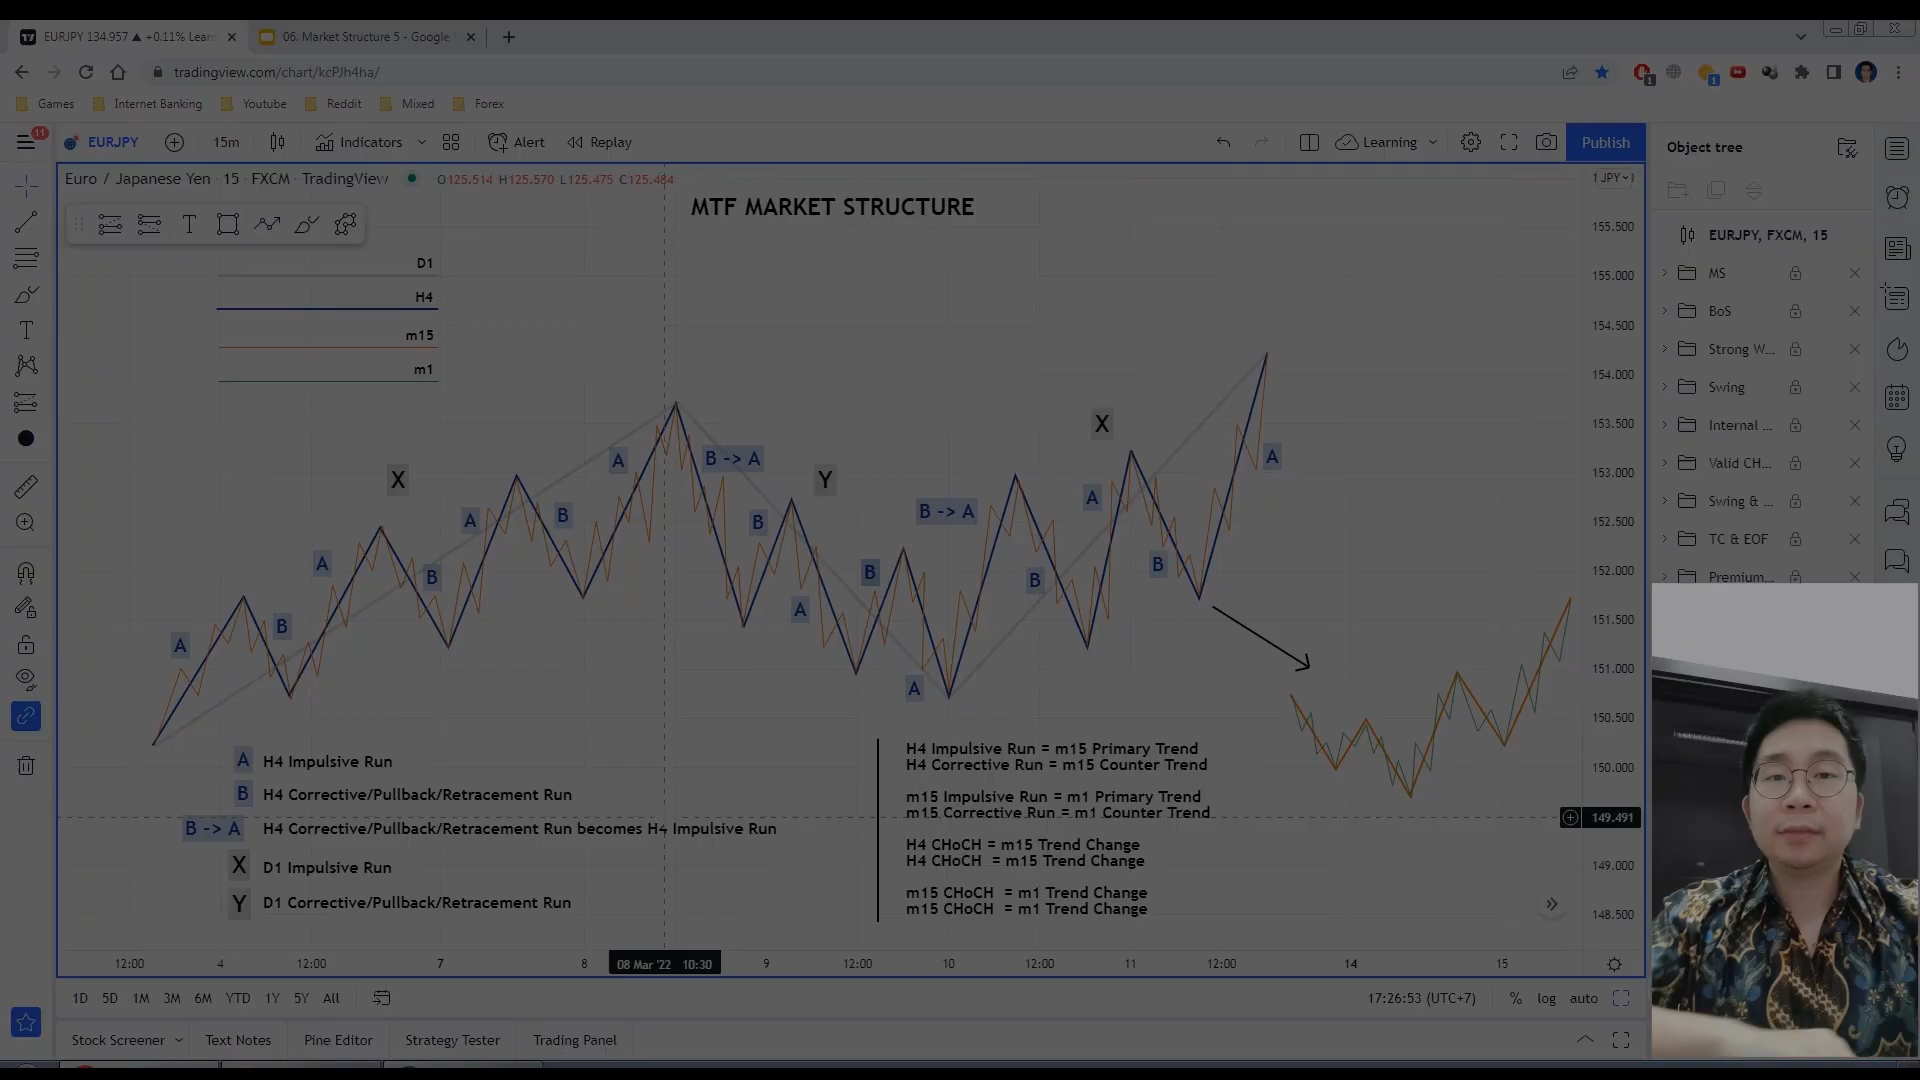 EURJPY 134.957 ▲ +0.11% Lear
06. Market Structure 5 - Google
tradingview.com/chart/kcPJh4ha/
1
1
Games
Internet Banking
Youtube
Reddit
Mixed
Forex
11
EURJPY
15m
Indicators
Alert
Replay
Learning
Publish
Object tree
Euro / Japanese Yen · 15 · FXCM · TradingView
O125.514 H125.570 L125.475 C125.484
1 JPY
MTF MARKET STRUCTURE
EURJPY, FXCM, 15
MS
BoS
Strong W...
Swing
Internal ...
Valid CH...
Swing & ...
TC & EOF
Premium...
D1
H4
m15
m1
155.500
155.000
154.500
154.000
153.500
153.000
152.500
152.000
151.500
151.000
150.500
150.000
149.491
149.000
148.500
X
A
B -> A
Y
X
A
A
B
B
B -> A
A
A
B
B
B
B
A
A
B
A
A H4 Impulsive Run
B H4 Corrective/Pullback/Retracement Run
B -> A H4 Corrective/Pullback/Retracement Run becomes H4 Impulsive Run
X D1 Impulsive Run
Y D1 Corrective/Pullback/Retracement Run
H4 Impulsive Run = m15 Primary Trend
H4 Corrective Run = m15 Counter Trend
m15 Impulsive Run = m1 Primary Trend
m15 Corrective Run = m1 Counter Trend
H4 CHoCH = m15 Trend Change
H4 CHoCH = m15 Trend Change
m15 CHoCH = m1 Trend Change
m15 CHoCH = m1 Trend Change
12:00 4 12:00 7 8 08 Mar '22 10:30 9 12:00 10 12:00 11 12:00 14 15
1D 5D 1M 3M 6M YTD 1Y 5Y All
17:26:53 (UTC+7) % log auto
Stock Screener
Text Notes
Pine Editor
Strategy Tester
Trading Panel